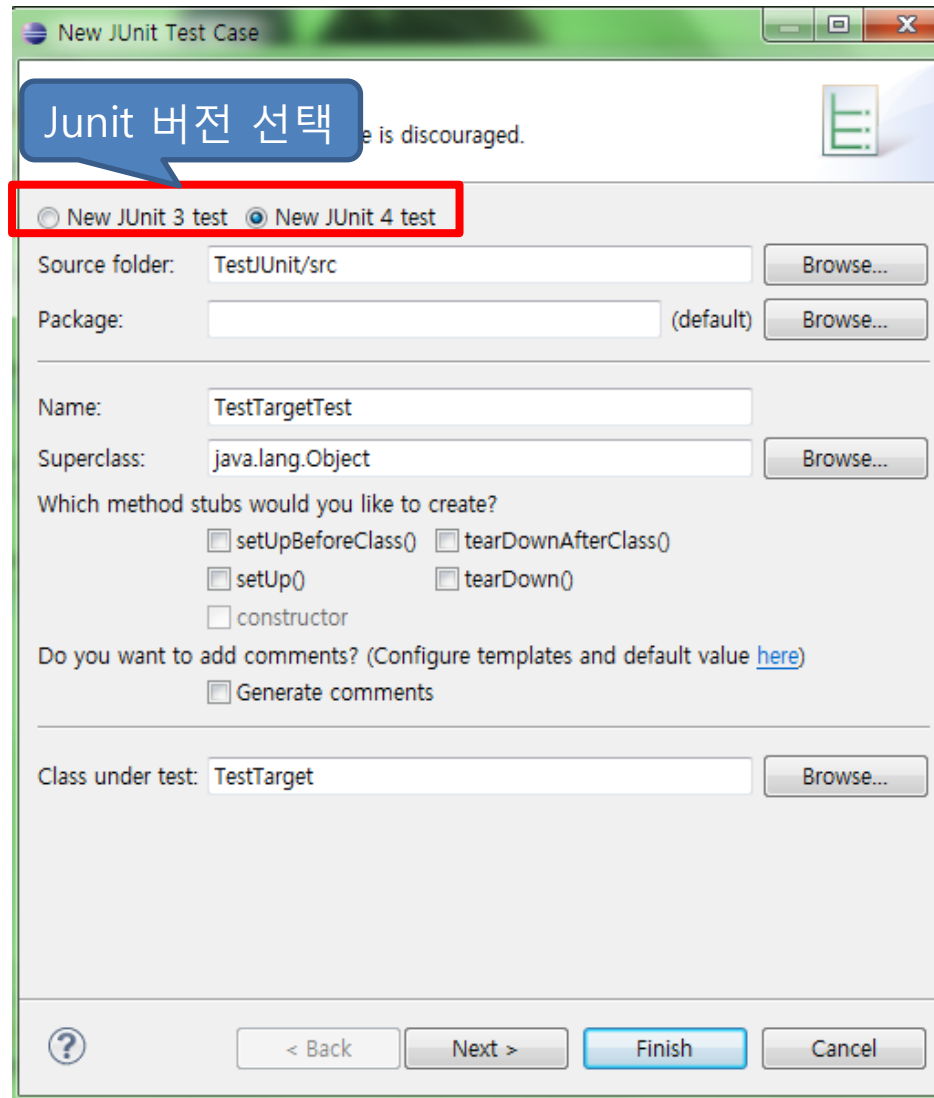 New JUnit Test Case
Junit 버전 선택
e is discouraged.
New JUnit 3 test New JUnit 4 test
Source folder: TestJUnit/src Browse...
Package: (default) Browse...
Name: TestTargetTest
Superclass: java.lang.Object Browse...
Which method stubs would you like to create?
setUpBeforeClass() tearDownAfterClass()
setUp() tearDown()
constructor
Do you want to add comments? (Configure templates and default value here)
Generate comments
Class under test: TestTarget Browse...
? < Back Next > Finish Cancel